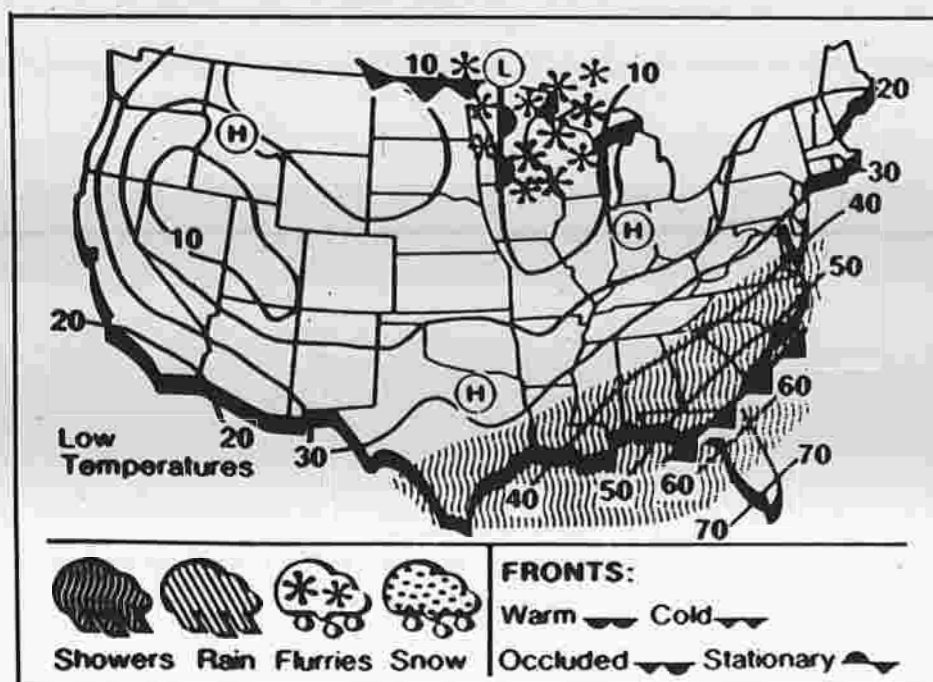 10 L 10
20
H
30
H 40
10
50
20
H 60
Low 20 30
Temperatures
40 50 60 70
70
FRONTS:
Warm Cold
Showers Rain Flurries Snow
Occluded Stationary